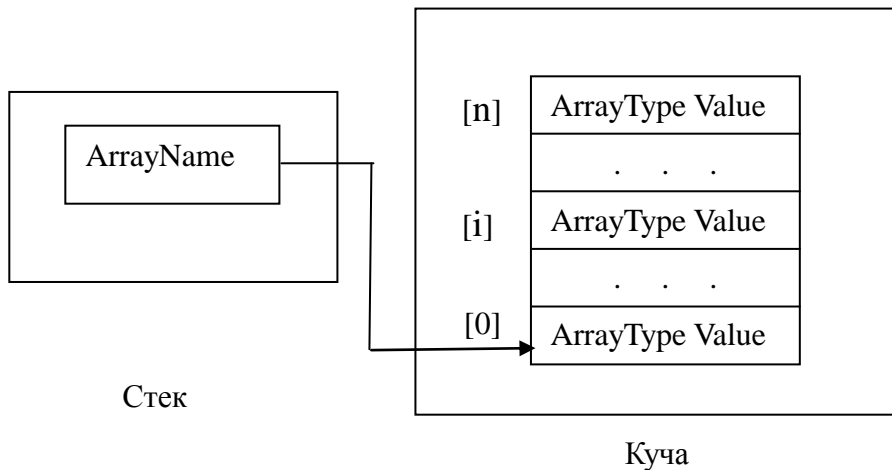 [n] ArrayType Value
ArrayName
. . .
[i] ArrayType Value
. . .
[0] ArrayType Value
Стек
Куча